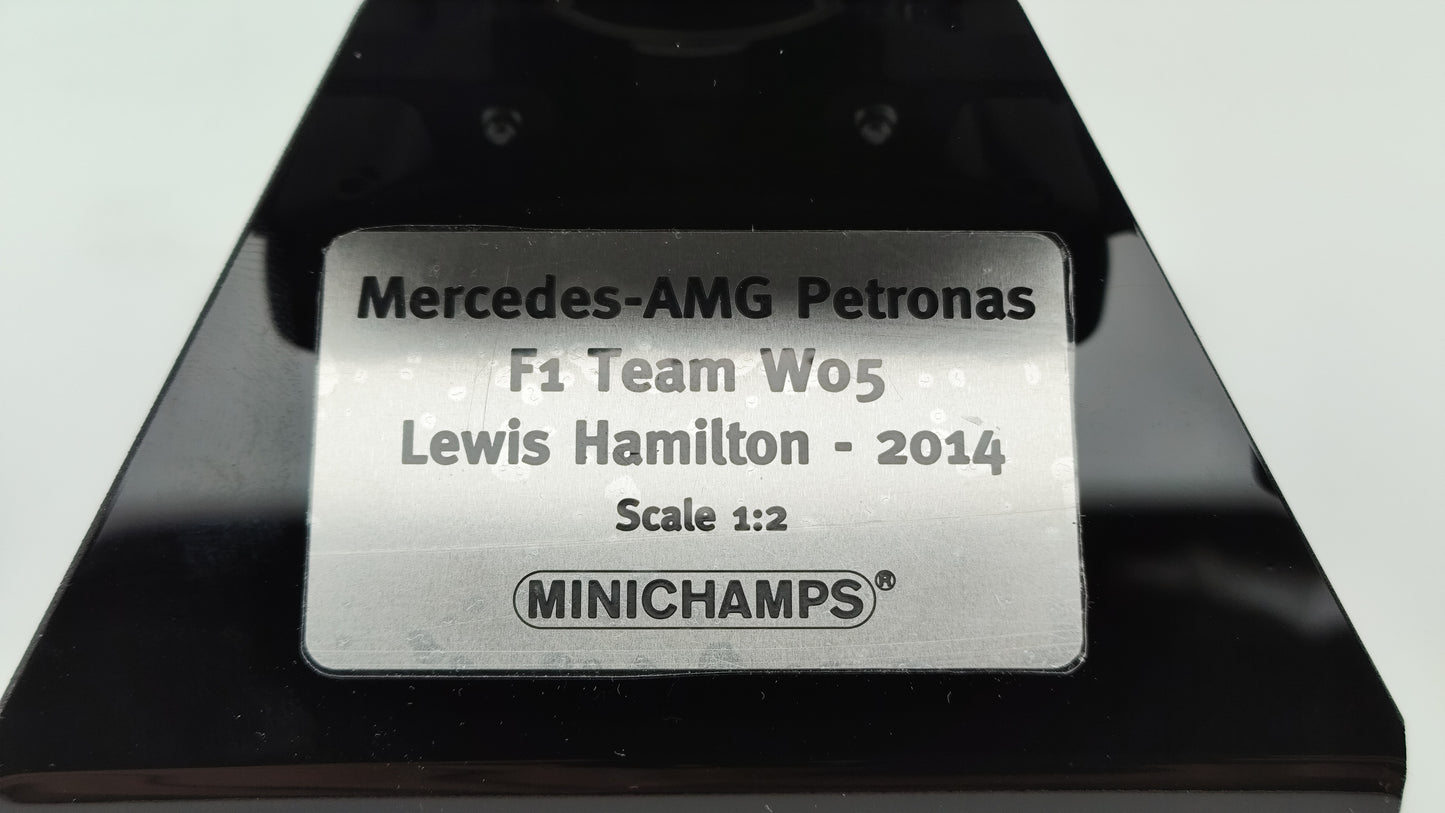 Mercedes-AMG Petronas
F1 Team W05
Lewis Hamilton - 2014
Scale 1:2
MINICHAMPS®